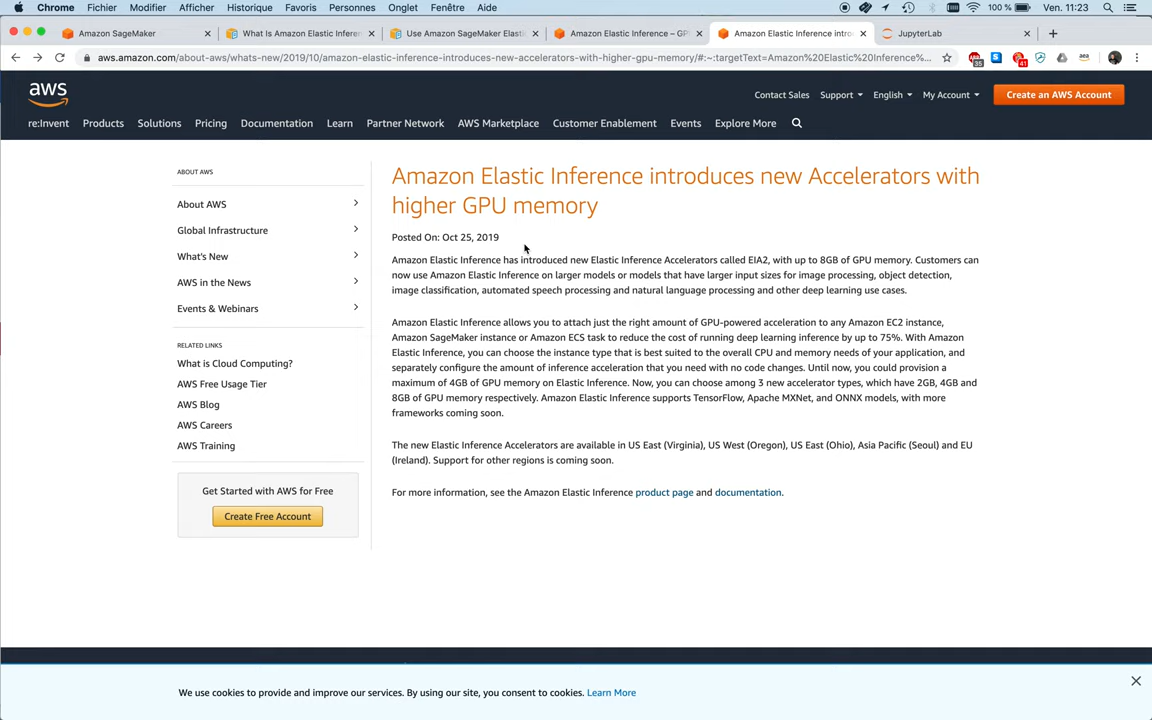 Chrome Fichier Modifier Afficher Historique Favoris Personnes Onglet Fenêtre Aide 100 % Ven. 11:23
Amazon SageMaker What Is Amazon Elastic Inferen Use Amazon SageMaker Elasti Amazon Elastic Inference – GP Amazon Elastic Inference intro JupyterLab
aws.amazon.com/about-aws/whats-new/2019/10/amazon-elastic-inference-introduces-new-accelerators-with-higher-gpu-memory/#:~:targetText=Amazon%20Elastic%20Inference%...
aws
Contact Sales Support English My Account Create an AWS Account
re:Invent Products Solutions Pricing Documentation Learn Partner Network AWS Marketplace Customer Enablement Events Explore More
ABOUT AWS
About AWS
Global Infrastructure
What's New
AWS in the News
Events & Webinars
RELATED LINKS
What is Cloud Computing?
AWS Free Usage Tier
AWS Blog
AWS Careers
AWS Training
Get Started with AWS for Free
Create Free Account
Amazon Elastic Inference introduces new Accelerators with
higher GPU memory
Posted On: Oct 25, 2019
Amazon Elastic Inference has introduced new Elastic Inference Accelerators called EIA2, with up to 8GB of GPU memory. Customers can
now use Amazon Elastic Inference on larger models or models that have larger input sizes for image processing, object detection,
image classification, automated speech processing and natural language processing and other deep learning use cases.
Amazon Elastic Inference allows you to attach just the right amount of GPU-powered acceleration to any Amazon EC2 instance,
Amazon SageMaker instance or Amazon ECS task to reduce the cost of running deep learning inference by up to 75%. With Amazon
Elastic Inference, you can choose the instance type that is best suited to the overall CPU and memory needs of your application, and
separately configure the amount of inference acceleration that you need with no code changes. Until now, you could provision a
maximum of 4GB of GPU memory on Elastic Inference. Now, you can choose among 3 new accelerator types, which have 2GB, 4GB and
8GB of GPU memory respectively. Amazon Elastic Inference supports TensorFlow, Apache MXNet, and ONNX models, with more
frameworks coming soon.
The new Elastic Inference Accelerators are available in US East (Virginia), US West (Oregon), US East (Ohio), Asia Pacific (Seoul) and EU
(Ireland). Support for other regions is coming soon.
For more information, see the Amazon Elastic Inference product page and documentation.
We use cookies to provide and improve our services. By using our site, you consent to cookies. Learn More